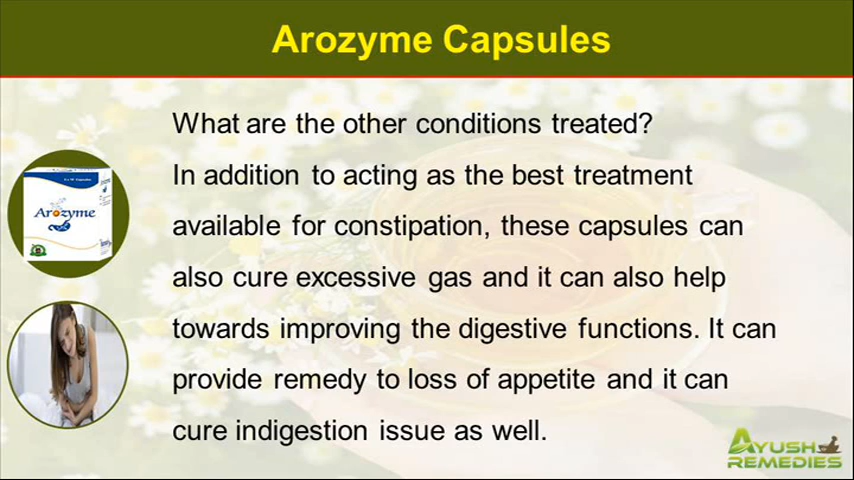 Arozyme Capsules
What are the other conditions treated?
In addition to acting as the best treatment
available for constipation, these capsules can
also cure excessive gas and it can also help
towards improving the digestive functions. It can
provide remedy to loss of appetite and it can
cure indigestion issue as well.
Arozyme
AYUSH
REMEDIES